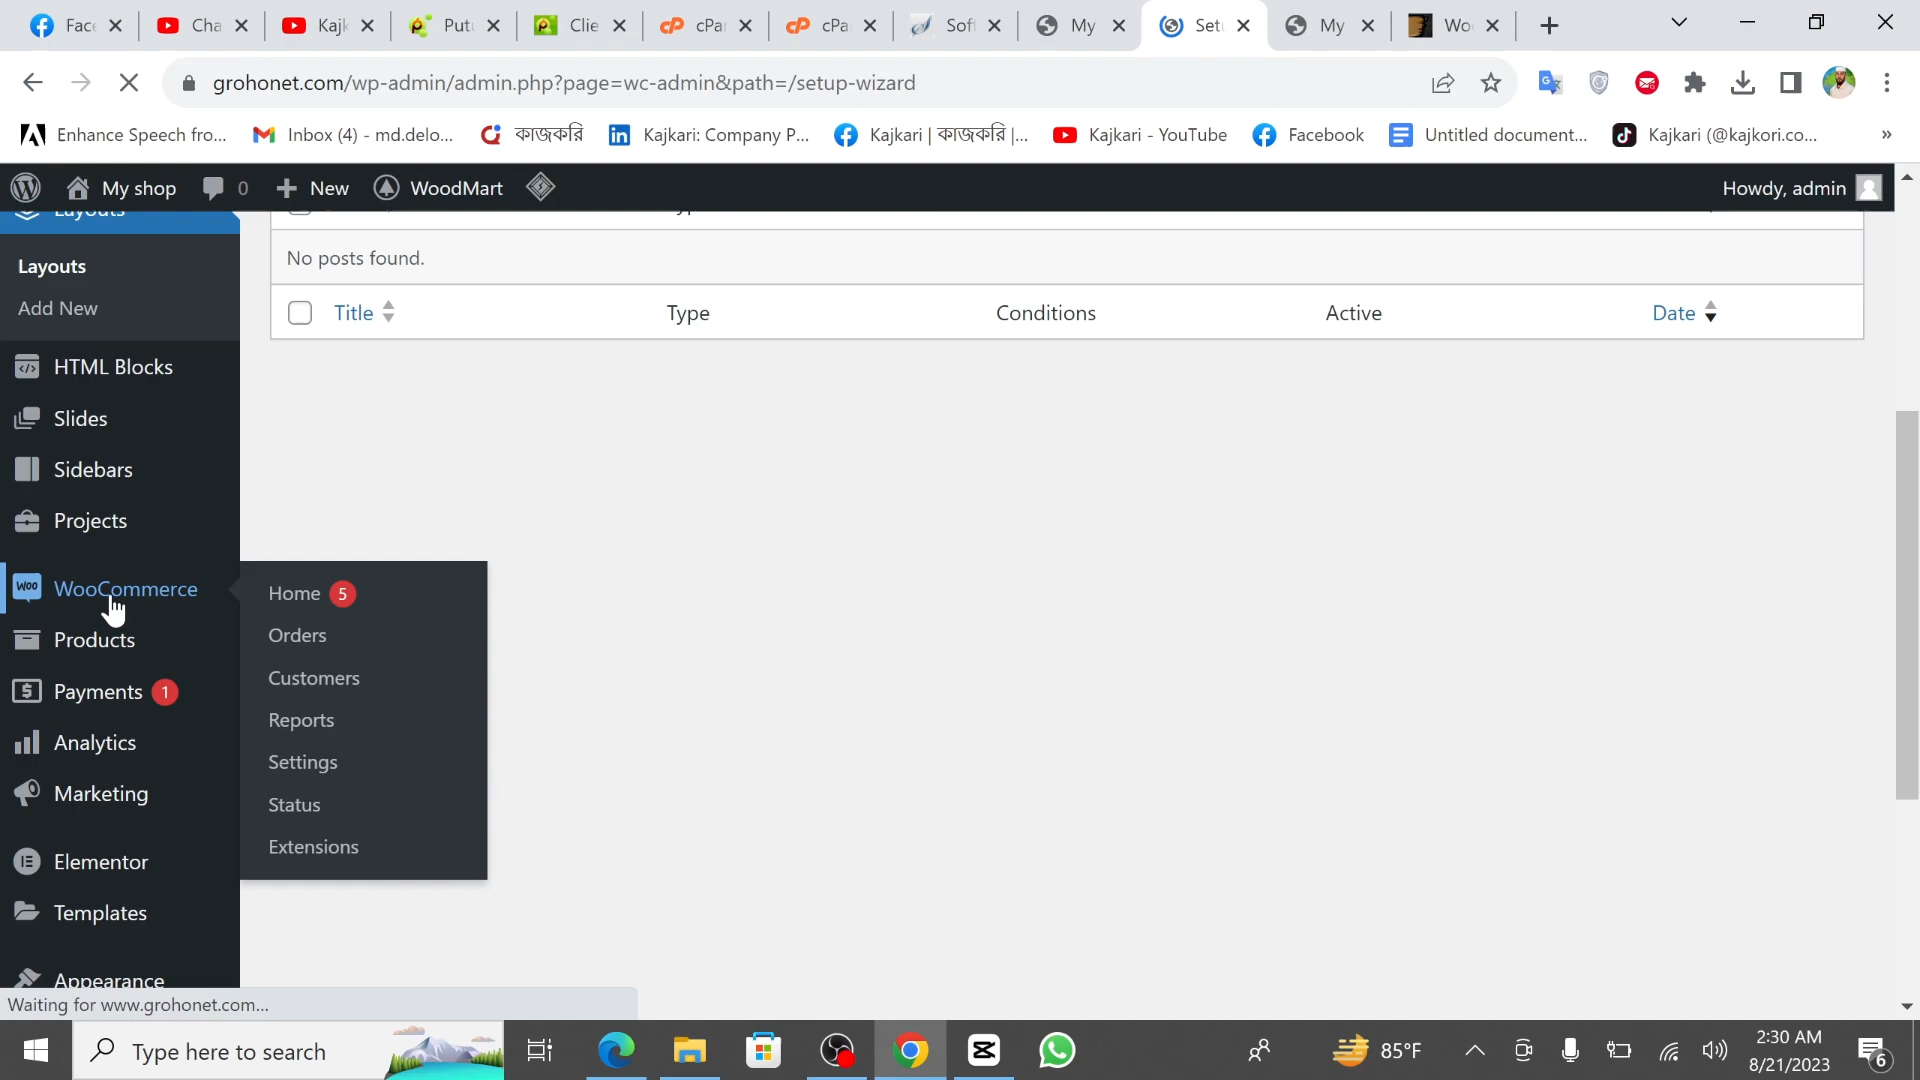 Face
Cha
Kajk
Put
Clie
cPa
cPa
Sof
My
Set
My
Wo
grohonet.com/wp-admin/admin.php?page=wc-admin&path=/setup-wizard
Enhance Speech fro...
Inbox (4) - md.delo...
কাজকরি
Kajkari: Company P...
Kajkari | কাজকরি |...
Kajkari - YouTube
Facebook
Untitled document...
Kajkari (@kajkori.co...
»
My shop
0
New
WoodMart
Howdy, admin
Layouts
Layouts
Add New
HTML Blocks
Slides
Sidebars
Projects
WooCommerce
Products
Payments 1
Analytics
Marketing
Elementor
Templates
Appearance
No posts found.
Title
Type
Conditions
Active
Date
Home 5
Orders
Customers
Reports
Settings
Status
Extensions
Waiting for www.grohonet.com...
Type here to search
85°F
2:30 AM
8/21/2023
6